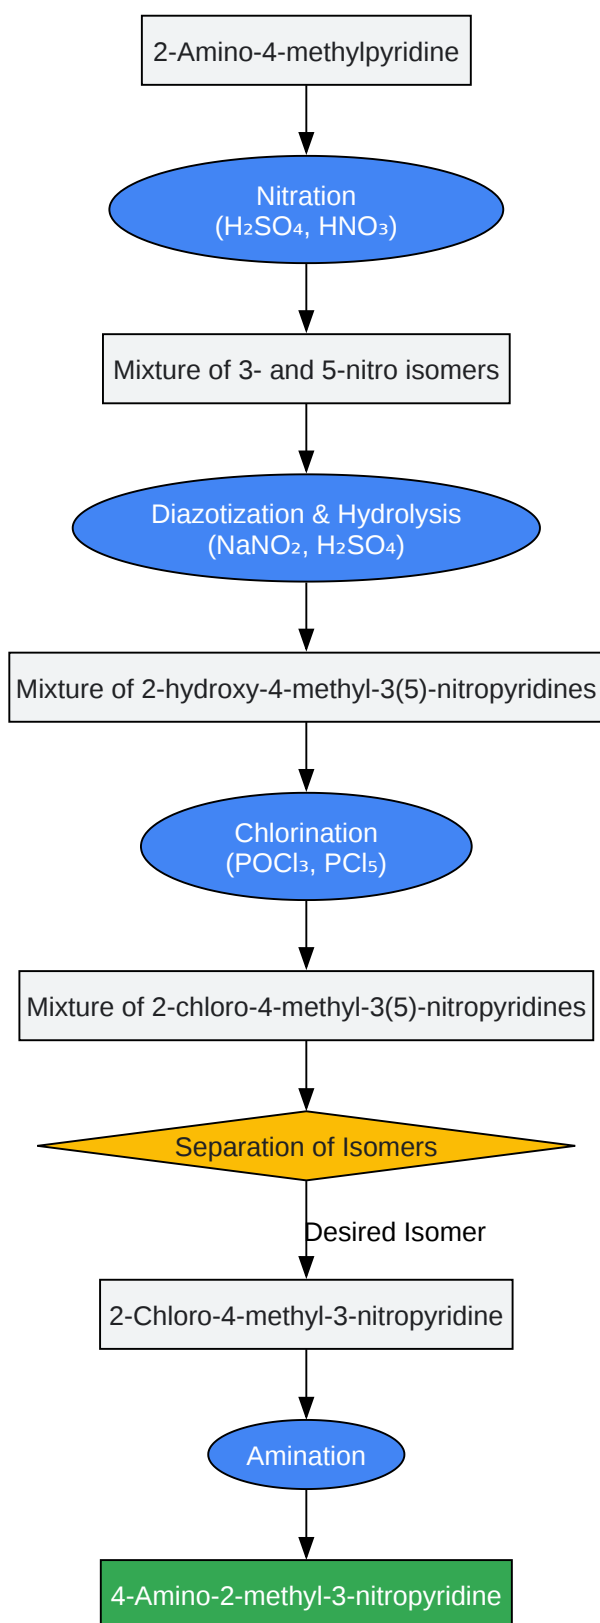 2-Amino-4-methylpyridine
Nitration
(H₂SO₄, HNO₃)
Mixture of 3- and 5-nitro isomers
Diazotization & Hydrolysis
(NaNO₂, H₂SO₄)
Mixture of 2-hydroxy-4-methyl-3(5)-nitropyridines
Chlorination
(POCl₃, PCl₅)
Mixture of 2-chloro-4-methyl-3(5)-nitropyridines
Separation of Isomers
Desired Isomer
2-Chloro-4-methyl-3-nitropyridine
Amination
4-Amino-2-methyl-3-nitropyridine